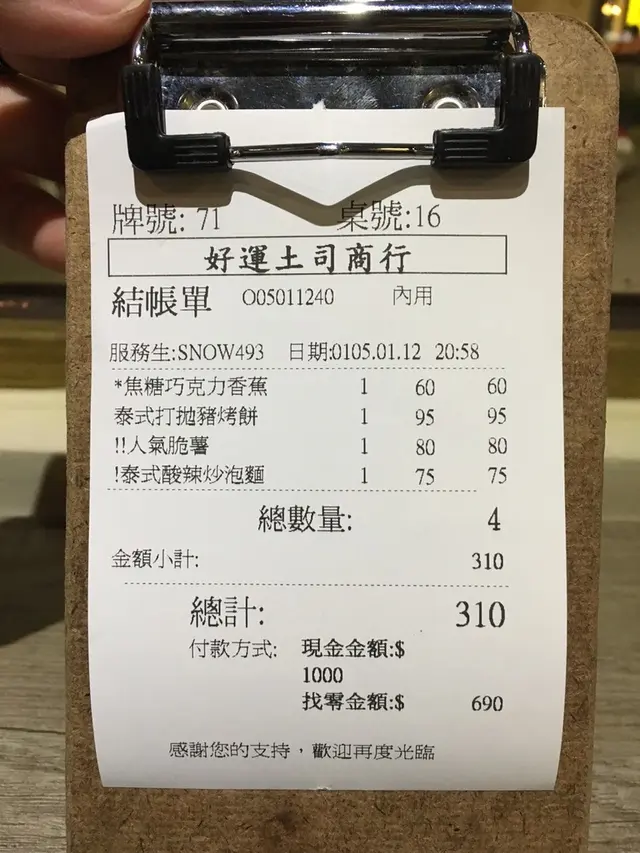 牌號: 71 桌號:16
好運土司商行
結帳單 O05011240 內用
服務生:SNOW493 日期:0105.01.12 20:58
*焦糖巧克力香蕉 1 60 60
泰式打拋豬烤餅 1 95 95
!!人氣脆薯 1 80 80
!泰式酸辣炒泡麵 1 75 75
總數量: 4
金額小計: 310
總計: 310
付款方式: 現金金額:$
1000
找零金額:$ 690
感謝您的支持，歡迎再度光臨